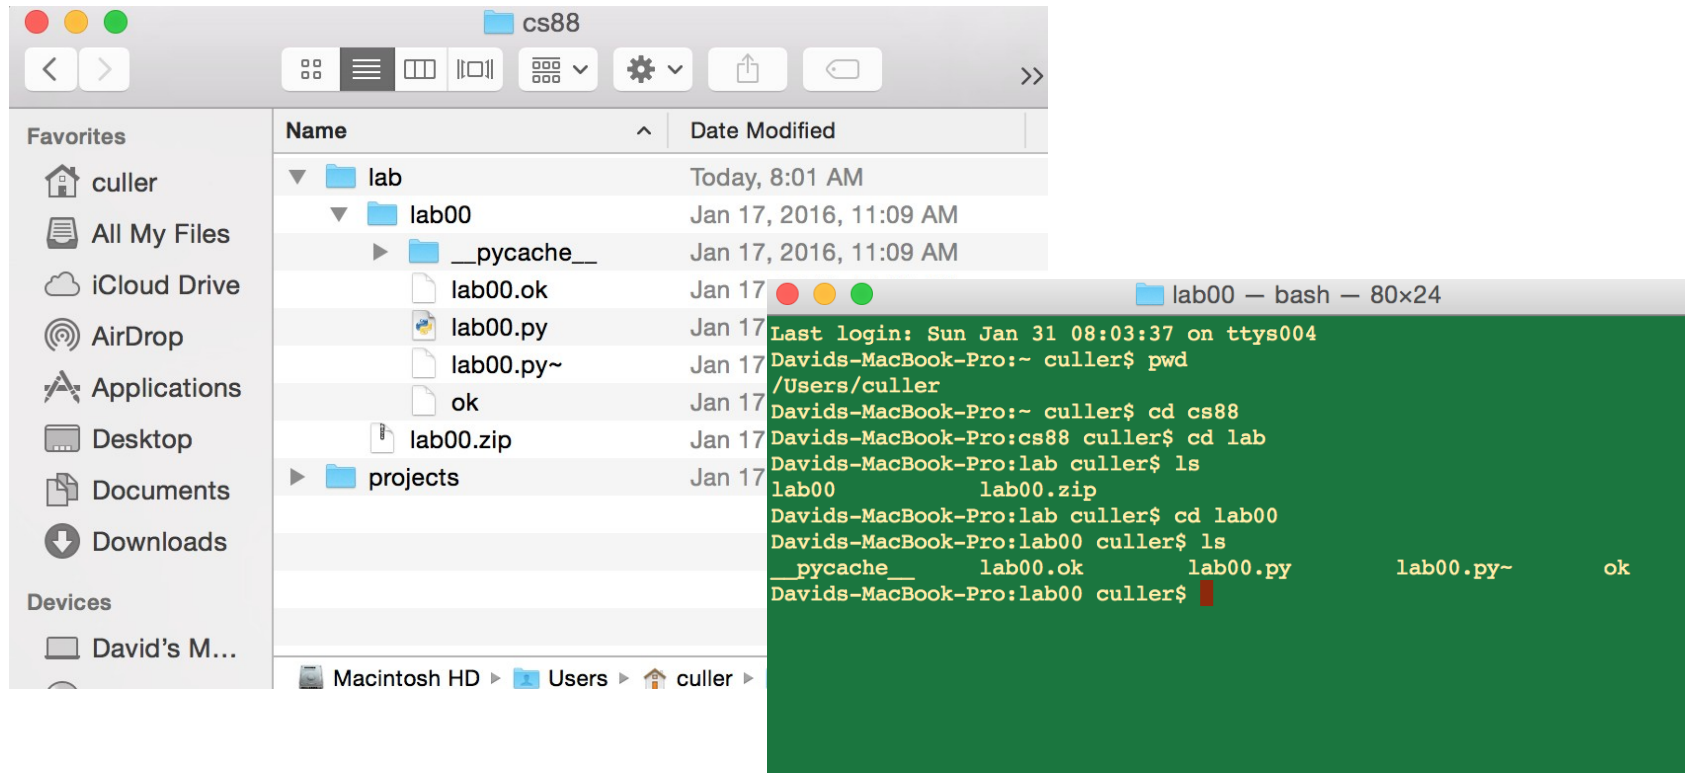 cs88
Favorites
culler
All My Files
iCloud Drive
AirDrop
Applications
Desktop
Documents
Downloads
Devices
David's M...
Name Date Modified
lab Today, 8:01 AM
lab00 Jan 17, 2016, 11:09 AM
__pycache__ Jan 17, 2016, 11:09 AM
lab00.ok Jan 17
lab00.py Jan 17
lab00.py~ Jan 17
ok Jan 17
lab00.zip Jan 17
projects Jan 17
Macintosh HD Users culler
lab00 — bash — 80×24
Last login: Sun Jan 31 08:03:37 on ttys004
Davids-MacBook-Pro:~ culler$ pwd
/Users/culler
Davids-MacBook-Pro:~ culler$ cd cs88
Davids-MacBook-Pro:cs88 culler$ cd lab
Davids-MacBook-Pro:lab culler$ ls
lab00 lab00.zip
Davids-MacBook-Pro:lab culler$ cd lab00
Davids-MacBook-Pro:lab00 culler$ ls
__pycache__ lab00.ok lab00.py lab00.py~ ok
Davids-MacBook-Pro:lab00 culler$